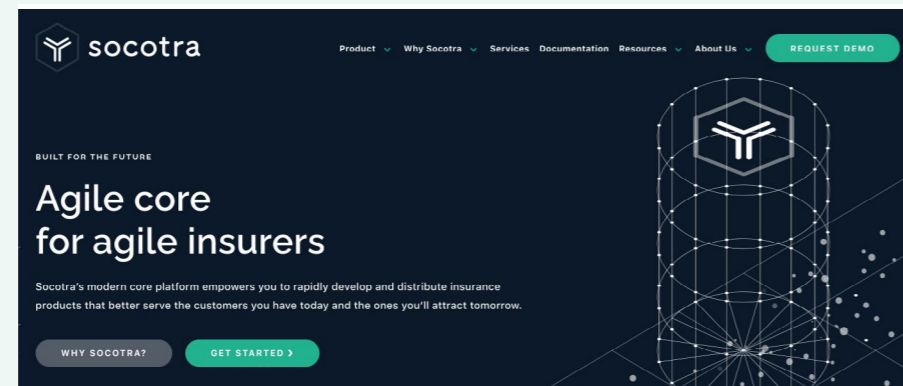 socotra
Product Why Socotra Services Documentation Resources About Us REQUEST DEMO
BUILT FOR THE FUTURE
Agile core
for agile insurers
Socotra's modern core platform empowers you to rapidly develop and distribute insurance
products that better serve the customers you have today and the ones you'll attract tomorrow.
WHY SOCOTRA? GET STARTED ❯